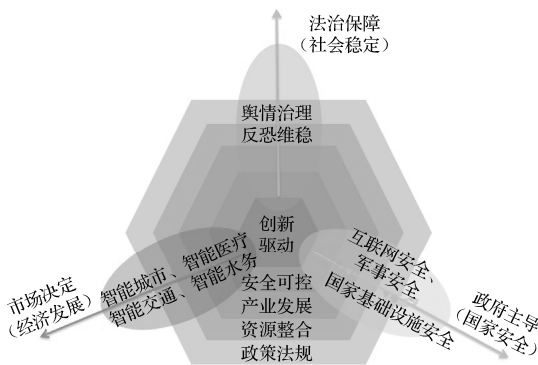 法治保障
（社会稳定）
舆情治理
反恐维稳
创新
驱动
安全可控
产业发展
资源整合
政策法规
智能城市、智能医疗
智能交通、智能水务
市场决定
（经济发展）
互联网安全、
军事安全
国家基础设施安全
政府主导
（国家安全）